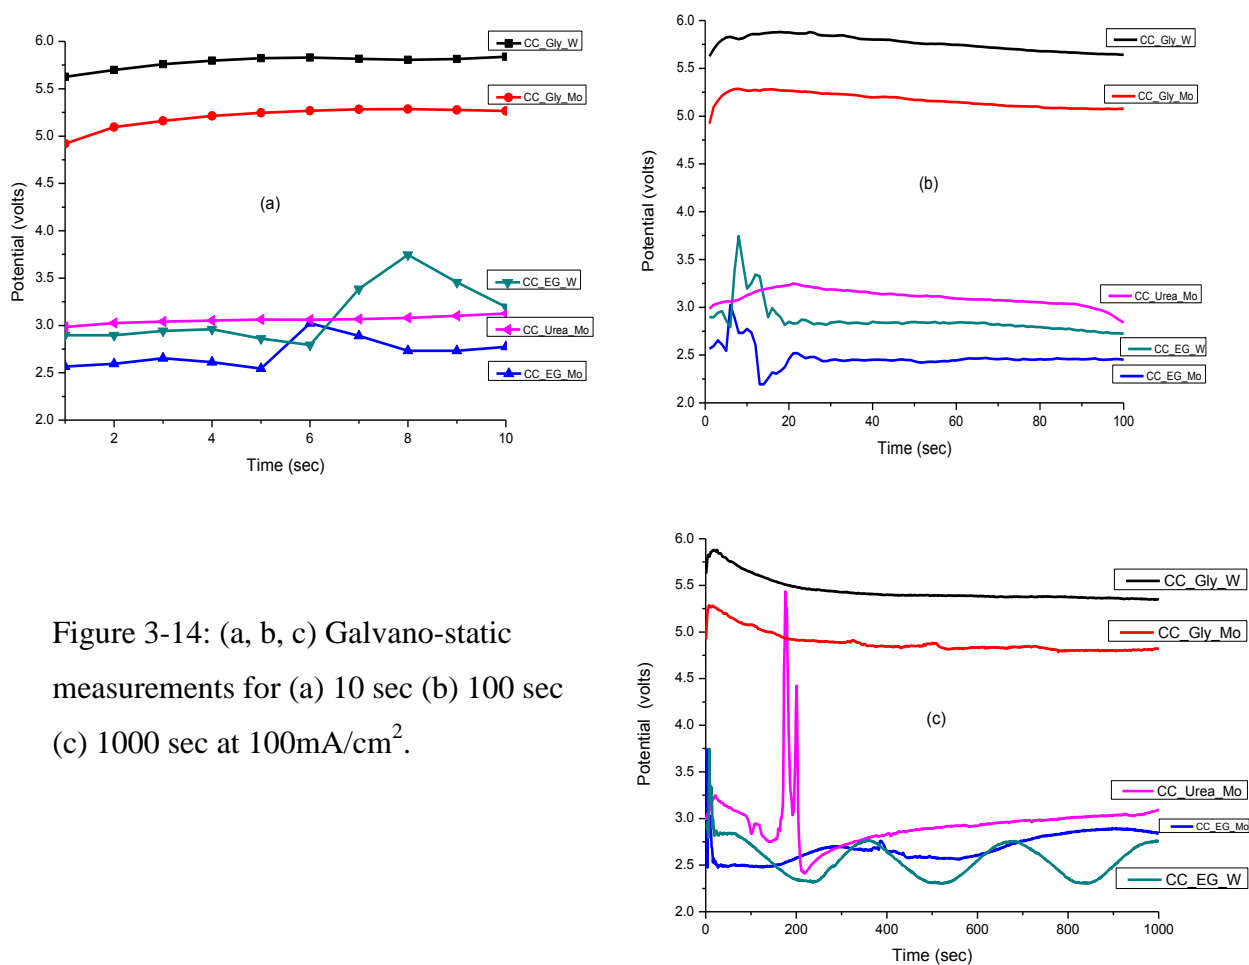 6.0
5.5
5.0
4.5
4.0
3.5
3.0
2.5
2.0
Potential (volts)
2
4
6
8
10
Time (sec)
(a)
CC_Gly_W
CC_Gly_Mo
CC_EG_W
CC_Urea_Mo
CC_EG_Mo
6.0
5.5
5.0
4.5
4.0
3.5
3.0
2.5
2.0
Potential (volts)
0
20
40
60
80
100
Time (sec)
(b)
CC_Gly_W
CC_Gly_Mo
CC_Urea_Mo
CC_EG_W
CC_EG_Mo
Figure 3-14: (a, b, c) Galvano-static
measurements for (a) 10 sec (b) 100 sec
(c) 1000 sec at 100mA/cm².
6.0
5.5
5.0
4.5
4.0
3.5
3.0
2.5
2.0
Potential (volts)
0
200
400
600
800
1000
Time (sec)
(c)
CC_Gly_W
CC_Gly_Mo
CC_Urea_Mo
CC_EG_Mo
CC_EG_W